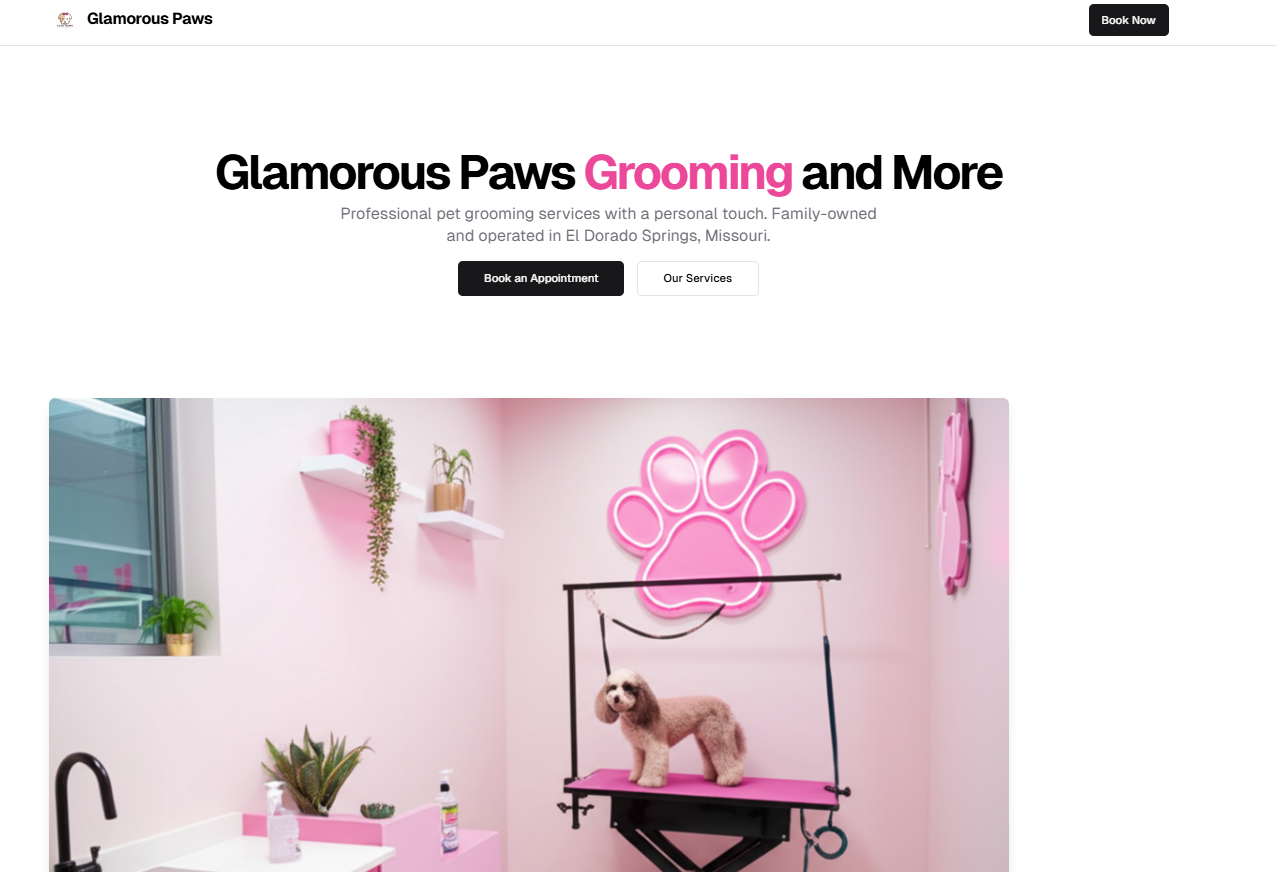 Glamorous Paws
Book Now
Glamorous Paws Grooming and More
Professional pet grooming services with a personal touch. Family-owned
and operated in El Dorado Springs, Missouri.
Book an Appointment
Our Services